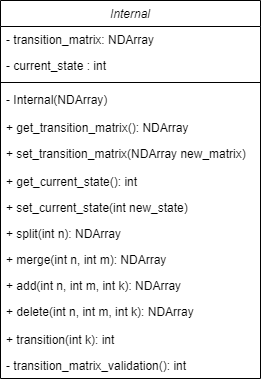 Internal
- transition_matrix: NDArray
- current_state : int
- Internal(NDArray)
+ get_transition_matrix(): NDArray
+ set_transition_matrix(NDArray new_matrix)
+ get_current_state(): int
+ set_current_state(int new_state)
+ split(int n): NDArray
+ merge(int n, int m): NDArray
+ add(int n, int m, int k): NDArray
+ delete(int n, int m, int k): NDArray
+ transition(int k): int
- transition_matrix_validation(): int